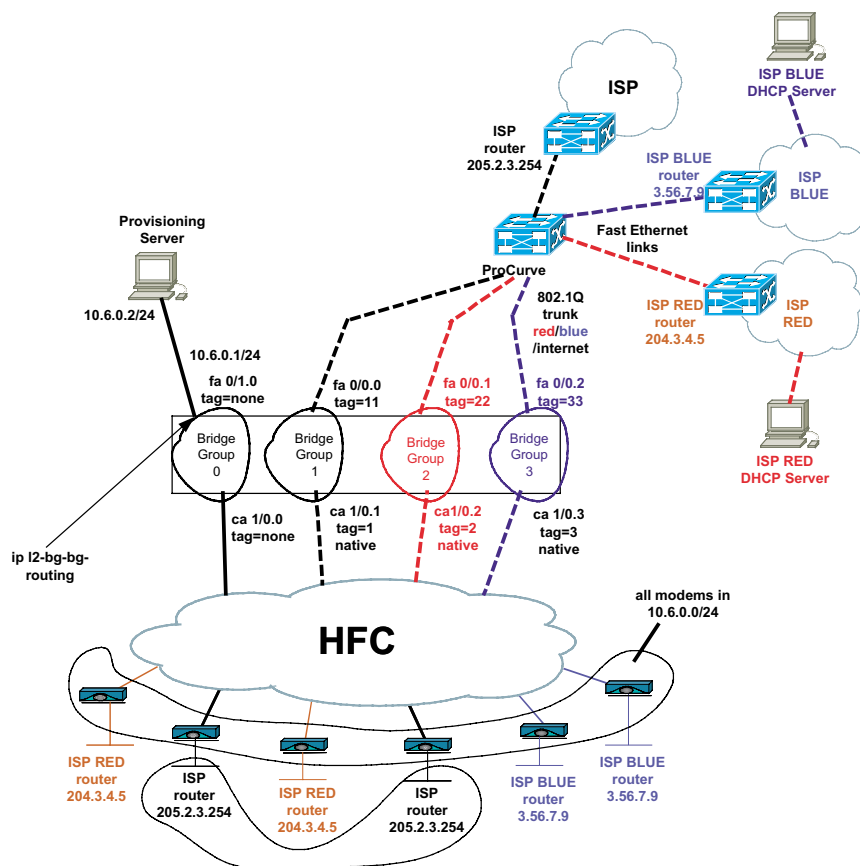 ISP
ISP BLUE
DHCP Server
ISP
router
205.2.3.254
ISP BLUE
router
3.56.7.9
ISP
BLUE
Provisioning
Server
Fast Ethernet
links
ProCurve
10.6.0.2/24
802.1Q
trunk
red/blue
/internet
ISP RED
router
204.3.4.5
ISP
RED
10.6.0.1/24
fa 0/1.0
tag=none
fa 0/0.0
tag=11
fa 0/0.1
tag=22
fa 0/0.2
tag=33
ISP RED
DHCP Server
Bridge
Group
0
Bridge
Group
1
Bridge
Group
2
Bridge
Group
3
ca 1/0.0
tag=none
ca 1/0.1
tag=1
native
ca1/0.2
tag=2
native
ca 1/0.3
tag=3
native
ip l2-bg-bg-
routing
all modems in
10.6.0.0/24
HFC
ISP RED
router
204.3.4.5
ISP
router
205.2.3.254
ISP RED
router
204.3.4.5
ISP
router
205.2.3.254
ISP BLUE
router
3.56.7.9
ISP BLUE
router
3.56.7.9